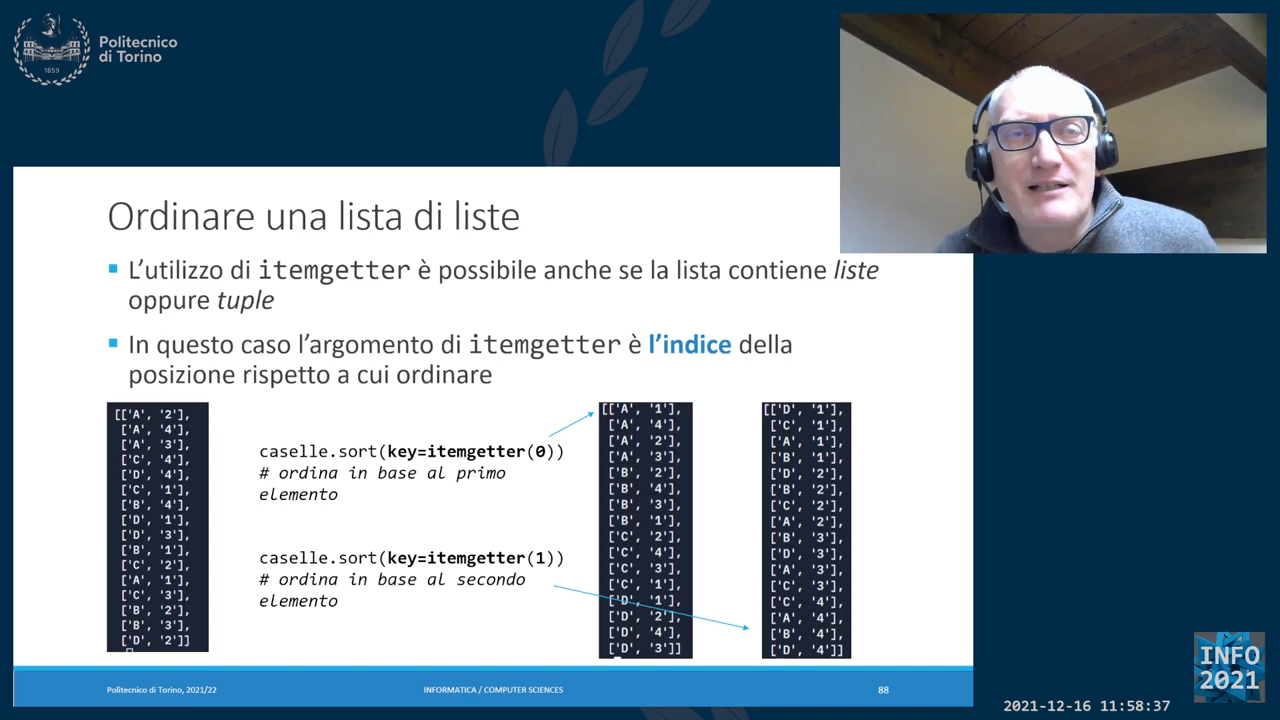 Politecnico
di Torino
1859
Ordinare una lista di liste
L'utilizzo di itemgetter è possibile anche se la lista contiene liste
oppure tuple
In questo caso l'argomento di itemgetter è l'indice della
posizione rispetto a cui ordinare
[['A', '2'],
['A', '4'],
['A', '3'],
['C', '4'],
['D', '4'],
['C', '1'],
['B', '4'],
['D', '1'],
['D', '3'],
['B', '1'],
['C', '2'],
['A', '1'],
['C', '3'],
['B', '2'],
['B', '3'],
['D', '2']]
caselle.sort(key=itemgetter(0))
# ordina in base al primo
elemento
caselle.sort(key=itemgetter(1))
# ordina in base al secondo
elemento
[['A', '1'],
['A', '4'],
['A', '2'],
['A', '3'],
['B', '2'],
['B', '4'],
['B', '3'],
['B', '1'],
['C', '2'],
['C', '4'],
['C', '3'],
['C', '1'],
['D', '1'],
['D', '2'],
['D', '4'],
['D', '3']]
[['D', '1'],
['C', '1'],
['A', '1'],
['B', '1'],
['D', '2'],
['B', '2'],
['C', '2'],
['A', '2'],
['B', '3'],
['D', '3'],
['A', '3'],
['C', '3'],
['C', '4'],
['A', '4'],
['B', '4'],
['D', '4']]
Politecnico di Torino, 2021/22
INFORMATICA / COMPUTER SCIENCES
88
INFO
2021
2021-12-16 11:58:37